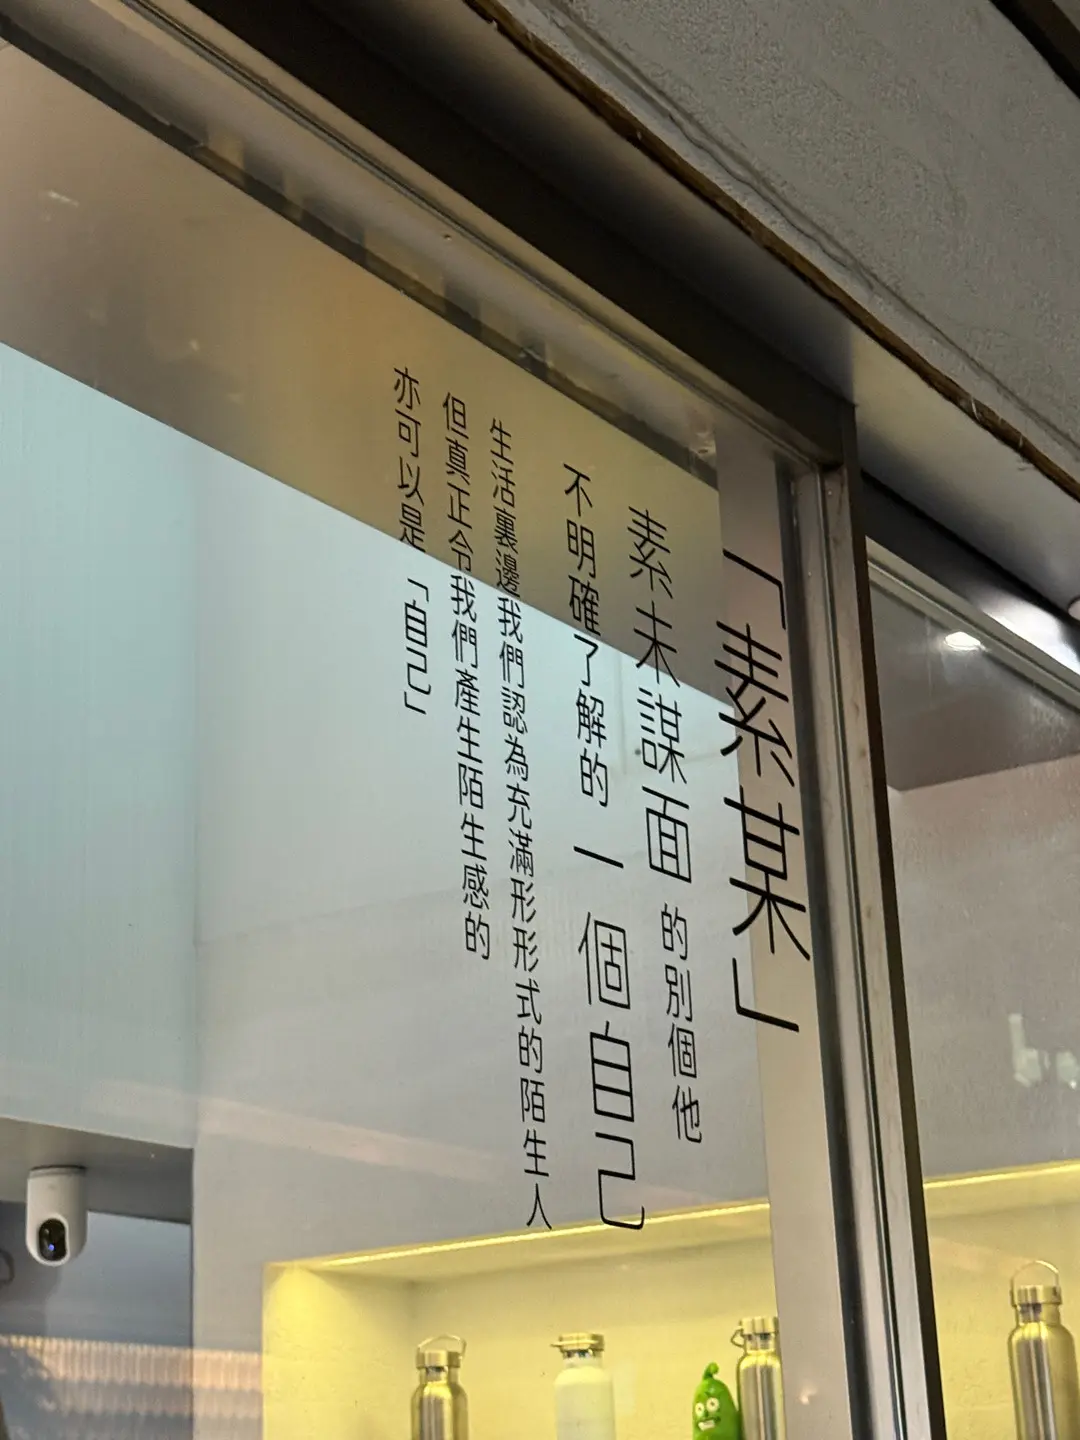 「素某」
素未謀面的別個他
不明確了解的一個自己
生活裏邊我們認為充滿形形式的陌生人
但真正令我們產生陌生感的
亦可以是「自己」